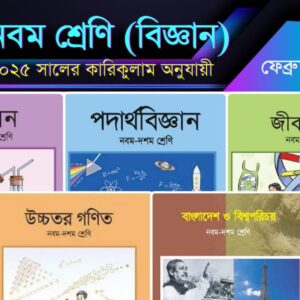 নবম শ্রেণি (বিজ্ঞান)
২০২৫ সালের কারিকুলাম অনুযায়ী
পদার্থবিজ্ঞান
নবম-দশম শ্রেণি
শ্রেণি
উচ্চতর গণিত
নবম-দশম শ্রেণি
বাংলাদেশ ও বিশ্বপরিচয়
নবম-দশম শ্রেণি